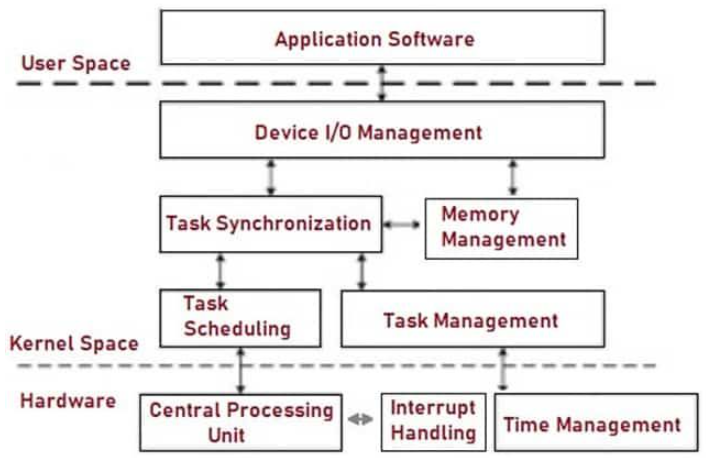 Application Software
User Space
Device I/O Management
Task Synchronization
Memory
Management
Task
Scheduling
Task Management
Kernel Space
Hardware
Central Processing
Unit
Interrupt
Handling
Time Management